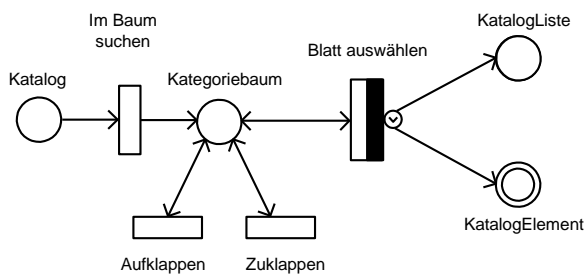 Im Baum
suchen
KatalogListe
Blatt auswählen
Katalog
Kategoriebaum
KatalogElement
Aufklappen
Zuklappen